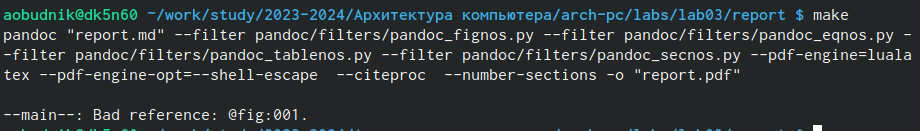 aobudnik@dk5n60 ~/work/study/2023-2024/Архитектура компьютера/arch-pc/labs/lab03/report $ make
pandoc "report.md" --filter pandoc/filters/pandoc_fignos.py --filter pandoc/filters/pandoc_eqnos.py -
-filter pandoc/filters/pandoc_tablenos.py --filter pandoc/filters/pandoc_secnos.py --pdf-engine=luala
tex --pdf-engine-opt=--shell-escape  --citeproc  --number-sections -o "report.pdf"
--main--: Bad reference: @fig:001.